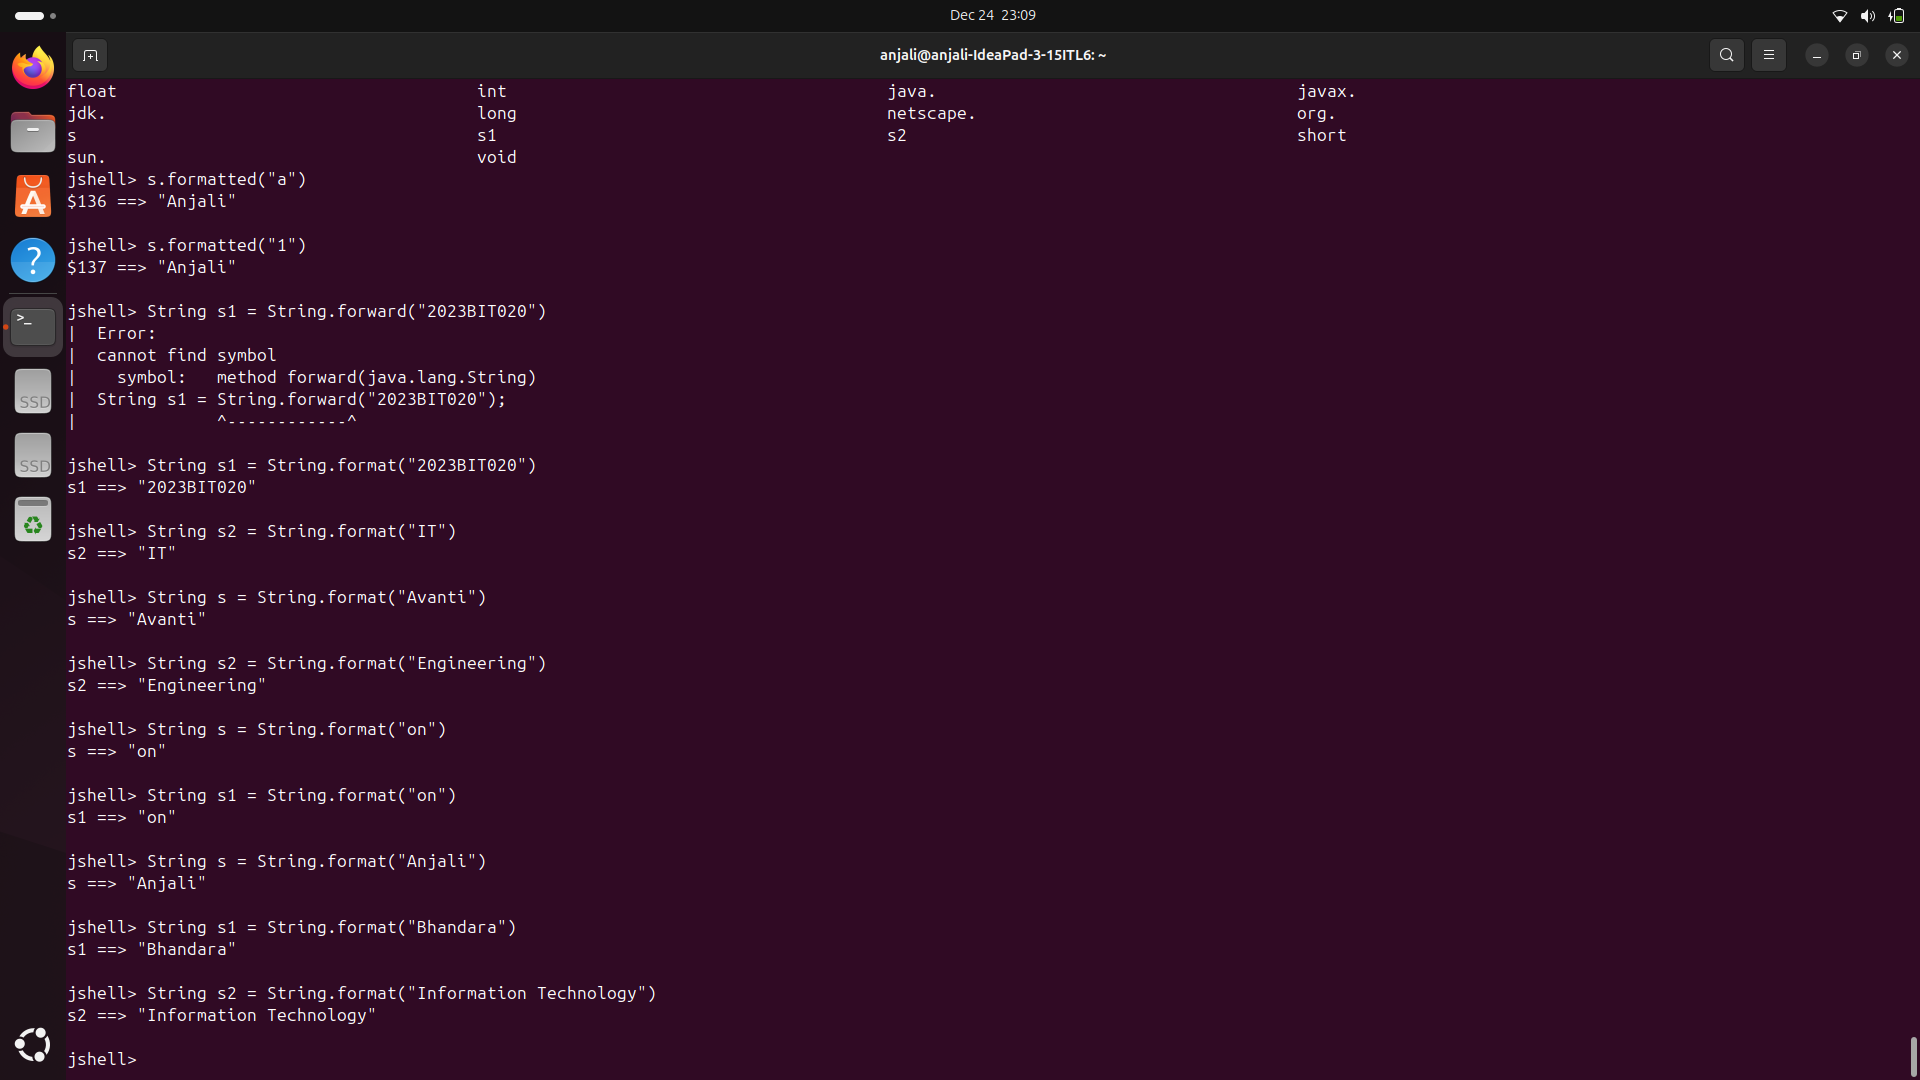 Dec 24 23:09
anjali@anjali-IdeaPad-3-15ITL6: ~
float int java. javax.
jdk. long netscape. org.
s s1 s2 short
sun. void
jshell> s.formatted("a")
$136 ==> "Anjali"
jshell> s.formatted("1")
$137 ==> "Anjali"
jshell> String s1 = String.forward("2023BIT020")
| Error:
| cannot find symbol
| symbol: method forward(java.lang.String)
| String s1 = String.forward("2023BIT020");
| ^------------^
jshell> String s1 = String.format("2023BIT020")
s1 ==> "2023BIT020"
jshell> String s2 = String.format("IT")
s2 ==> "IT"
jshell> String s = String.format("Avanti")
s ==> "Avanti"
jshell> String s2 = String.format("Engineering")
s2 ==> "Engineering"
jshell> String s = String.format("on")
s ==> "on"
jshell> String s1 = String.format("on")
s1 ==> "on"
jshell> String s = String.format("Anjali")
s ==> "Anjali"
jshell> String s1 = String.format("Bhandara")
s1 ==> "Bhandara"
jshell> String s2 = String.format("Information Technology")
s2 ==> "Information Technology"
jshell>
SSD
SSD